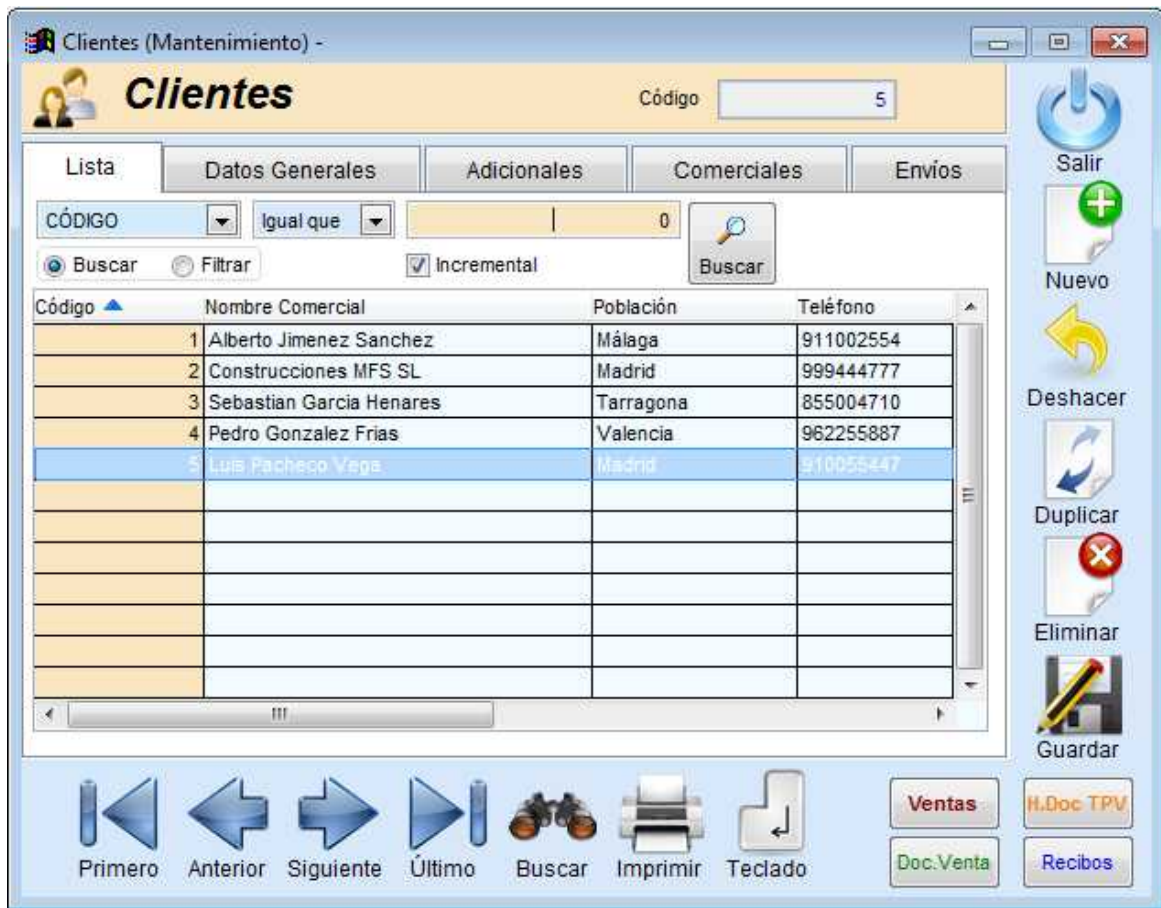 Clientes (Mantenimiento) -
Clientes
Código 5
Lista Datos Generales Adicionales Comerciales Envíos
CÓDIGO Igual que 0
Buscar Filtrar Incremental Buscar
Código Nombre Comercial Población Teléfono
1 Alberto Jimenez Sanchez Málaga 911002554
2 Construcciones MFS SL Madrid 999444777
3 Sebastian Garcia Henares Tarragona 855004710
4 Pedro Gonzalez Frias Valencia 962255887
5 Luis Pacheco Vega Madrid 910055447
Salir
Nuevo
Deshacer
Duplicar
Eliminar
Guardar
Primero Anterior Siguiente Último Buscar Imprimir Teclado
Ventas H.Doc TPV
Doc.Venta Recibos